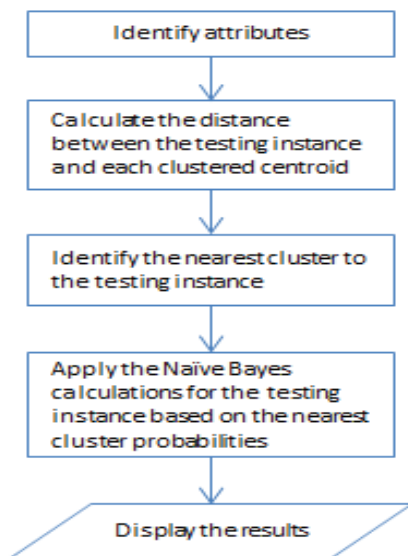 Identify attributes
Calculate the distance
between the testing instance
and each clustered centroid
Identify the nearest cluster to
the testing instance
Apply the Naïve Bayes
calculations for the testing
instance based on the nearest
cluster probabilities
Display the results